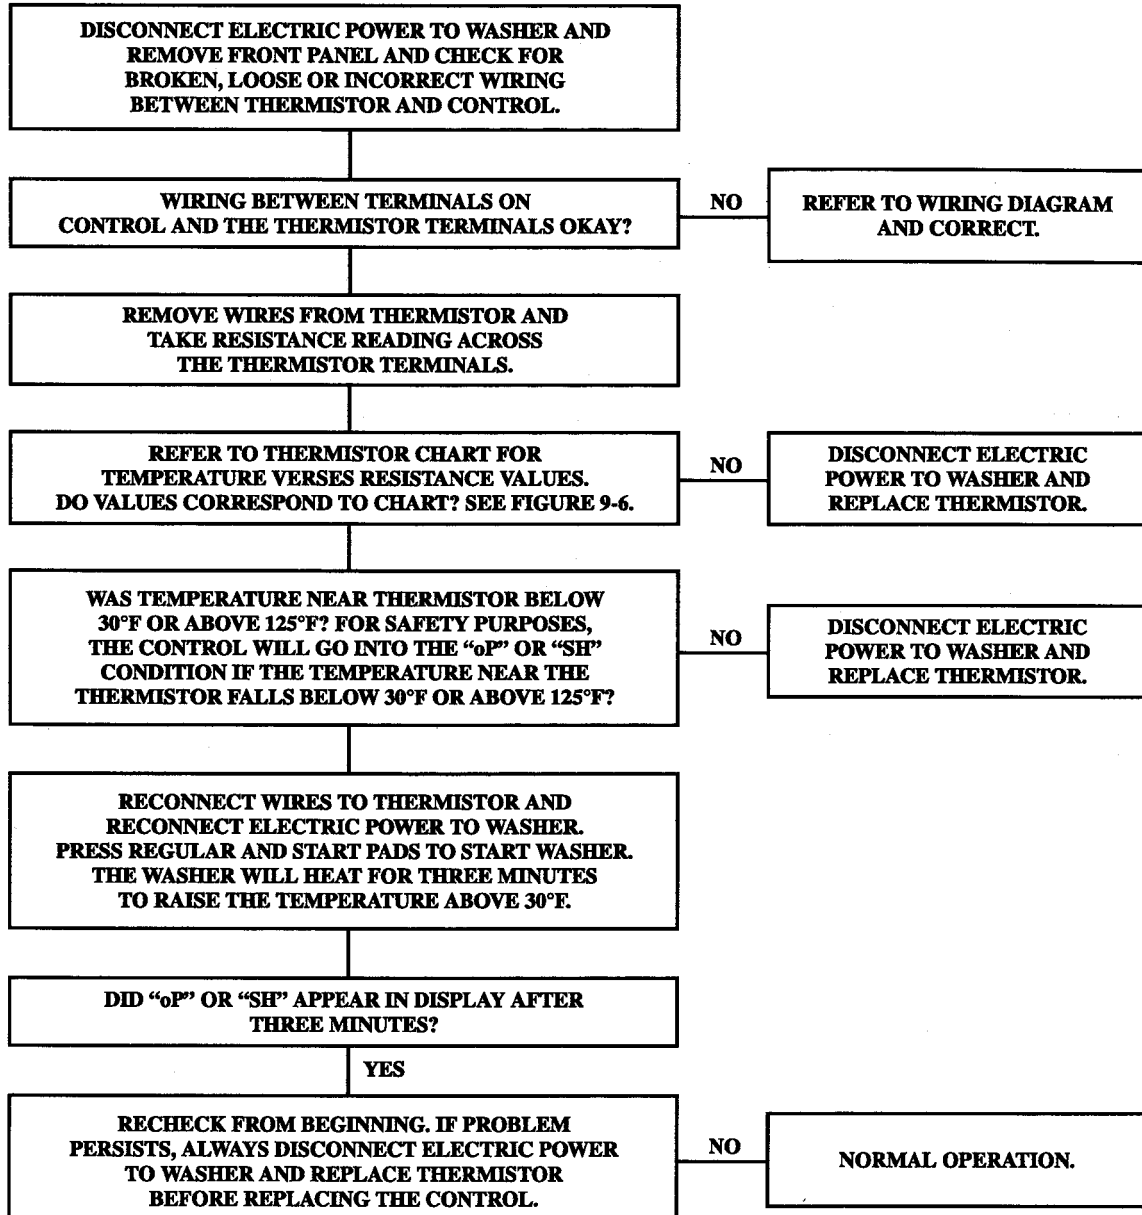 DISCONNECT ELECTRIC POWER TO WASHER AND
REMOVE FRONT PANEL AND CHECK FOR
BROKEN, LOOSE OR INCORRECT WIRING
BETWEEN THERMISTOR AND CONTROL.
WIRING BETWEEN TERMINALS ON
CONTROL AND THE THERMISTOR TERMINALS OKAY?
NO
REFER TO WIRING DIAGRAM
AND CORRECT.
REMOVE WIRES FROM THERMISTOR AND
TAKE RESISTANCE READING ACROSS
THE THERMISTOR TERMINALS.
REFER TO THERMISTOR CHART FOR
TEMPERATURE VERSES RESISTANCE VALUES.
DO VALUES CORRESPOND TO CHART? SEE FIGURE 9-6.
NO
DISCONNECT ELECTRIC
POWER TO WASHER AND
REPLACE THERMISTOR.
WAS TEMPERATURE NEAR THERMISTOR BELOW
30°F OR ABOVE 125°F? FOR SAFETY PURPOSES,
THE CONTROL WILL GO INTO THE “oP” OR “SH”
CONDITION IF THE TEMPERATURE NEAR THE
THERMISTOR FALLS BELOW 30°F OR ABOVE 125°F?
NO
DISCONNECT ELECTRIC
POWER TO WASHER AND
REPLACE THERMISTOR.
RECONNECT WIRES TO THERMISTOR AND
RECONNECT ELECTRIC POWER TO WASHER.
PRESS REGULAR AND START PADS TO START WASHER.
THE WASHER WILL HEAT FOR THREE MINUTES
TO RAISE THE TEMPERATURE ABOVE 30°F.
DID “oP” OR “SH” APPEAR IN DISPLAY AFTER
THREE MINUTES?
YES
RECHECK FROM BEGINNING. IF PROBLEM
PERSISTS, ALWAYS DISCONNECT ELECTRIC POWER
TO WASHER AND REPLACE THERMISTOR
BEFORE REPLACING THE CONTROL.
NO
NORMAL OPERATION.